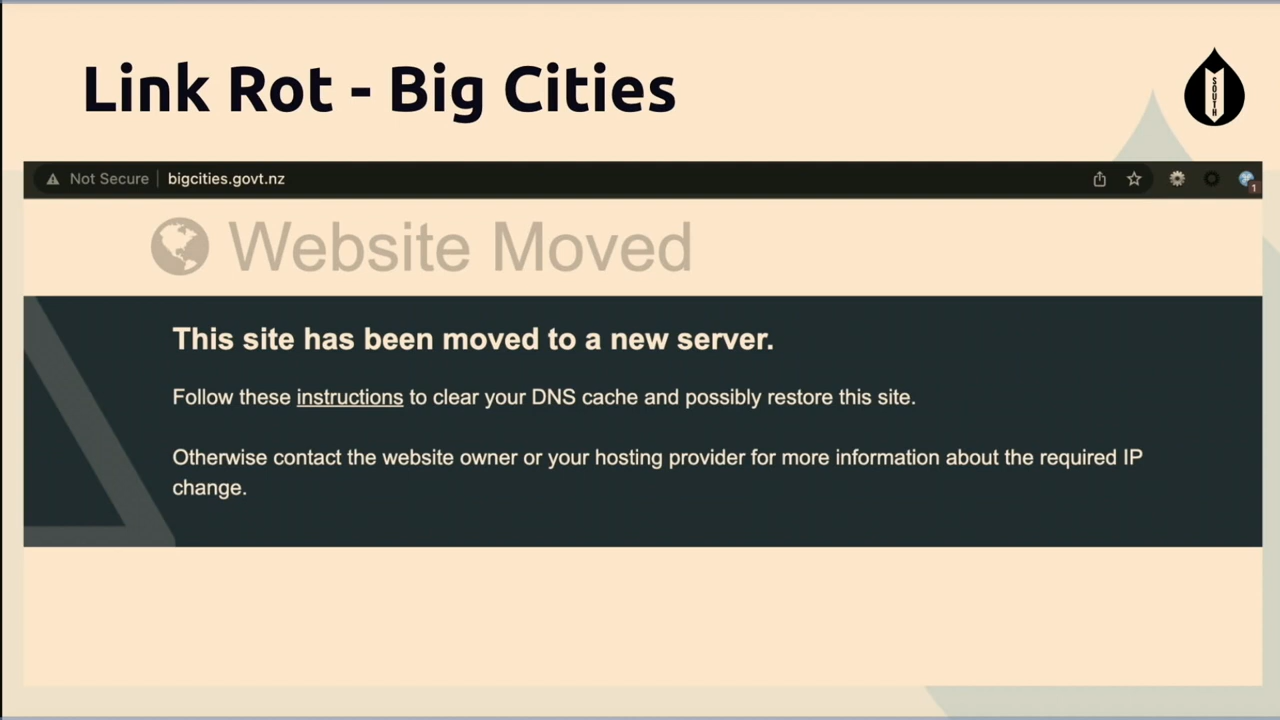 Link Rot - Big Cities
SOUTH
Not Secure | bigcities.govt.nz
1
Website Moved
This site has been moved to a new server.
Follow these instructions to clear your DNS cache and possibly restore this site.
Otherwise contact the website owner or your hosting provider for more information about the required IP
change.